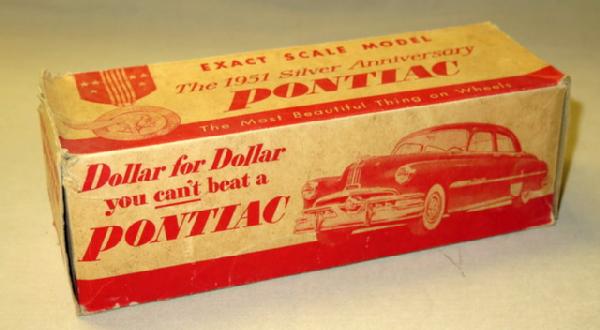 EXACT SCALE MODEL
The 1951 Silver Anniversary
PONTIAC
The Most Beautiful Thing on Wheels
Dollar for Dollar
you can't beat a
PONTIAC